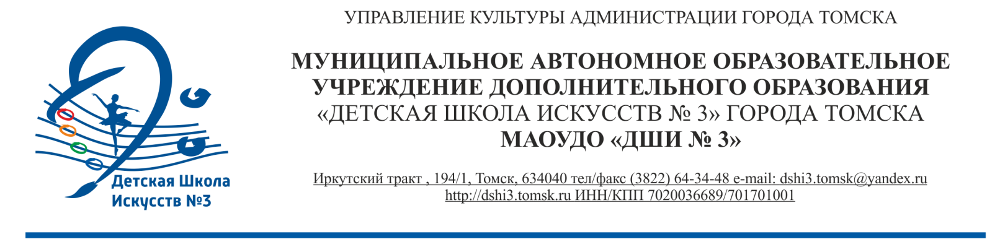 УПРАВЛЕНИЕ КУЛЬТУРЫ АДМИНИСТРАЦИИ ГОРОДА ТОМСКА
МУНИЦИПАЛЬНОЕ АВТОНОМНОЕ ОБРАЗОВАТЕЛЬНОЕ
УЧРЕЖДЕНИЕ ДОПОЛНИТЕЛЬНОГО ОБРАЗОВАНИЯ
«ДЕТСКАЯ ШКОЛА ИСКУССТВ № 3» ГОРОДА ТОМСКА
МАОУДО «ДШИ № 3»
Иркутский тракт , 194/1, Томск, 634040 тел/факс (3822) 64-34-48 e-mail: dshi3.tomsk@yandex.ru
http://dshi3.tomsk.ru ИНН/КПП 7020036689/701701001
Детская Школа
Искусств №3